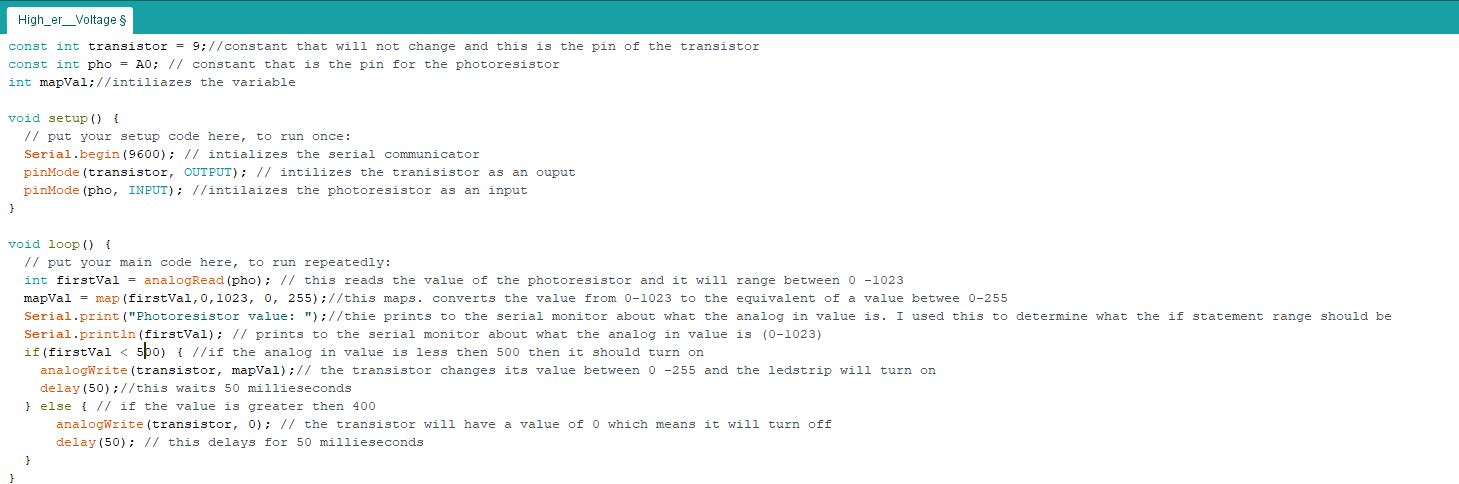 High_er__Voltage §
const int transistor = 9;//constant that will not change and this is the pin of the transistor
const int pho = A0; // constant that is the pin for the photoresistor
int mapVal;//intiliazes the variable
void setup() {
// put your setup code here, to run once:
Serial.begin(9600); // intializes the serial communicator
pinMode(transistor, OUTPUT); // intilizes the tranisistor as an ouput
pinMode(pho, INPUT); //intilaizes the photoresistor as an input
}
void loop() {
// put your main code here, to run repeatedly:
int firstVal = analogRead(pho); // this reads the value of the photoresistor and it will range between 0 -1023
mapVal = map(firstVal,0,1023, 0, 255);//this maps. converts the value from 0-1023 to the equivalent of a value betwee 0-255
Serial.print("Photoresistor value: ");//thie prints to the serial monitor about what the analog in value is. I used this to determine what the if statement range should be
Serial.println(firstVal); // prints to the serial monitor about what the analog in value is (0-1023)
if(firstVal < 500) { //if the analog in value is less then 500 then it should turn on
analogWrite(transistor, mapVal);// the transistor changes its value between 0 -255 and the ledstrip will turn on
delay(50);//this waits 50 millieseconds
} else { // if the value is greater then 400
analogWrite(transistor, 0); // the transistor will have a value of 0 which means it will turn off
delay(50); // this delays for 50 millieseconds
}
}